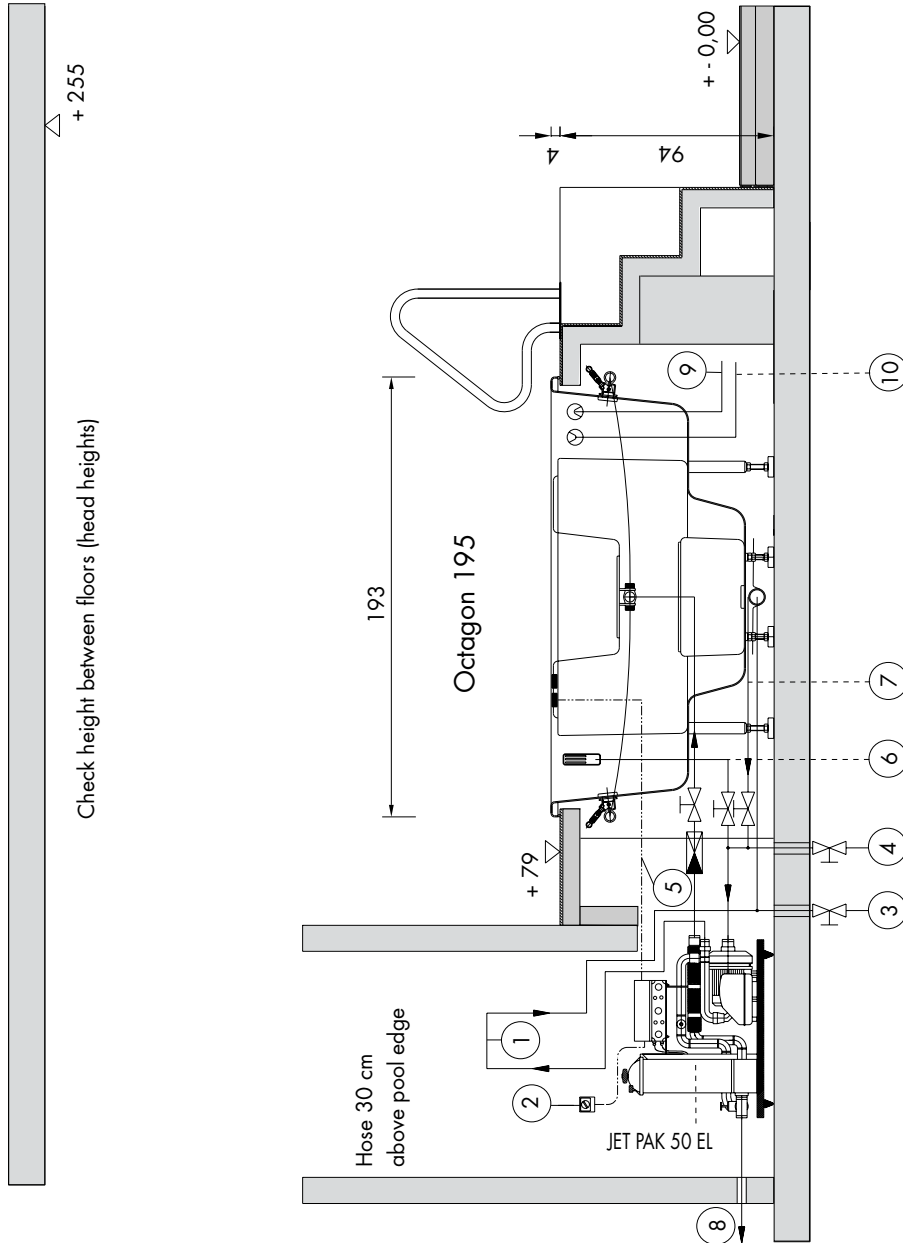 + 255
Check height between floors (head heights)
+ - 0,00
4
94
193
Octagon 195
+ 79
Hose 30 cm
above pool edge
1
2
JET PAK 50 EL
5
9
10
7
6
4
3
8